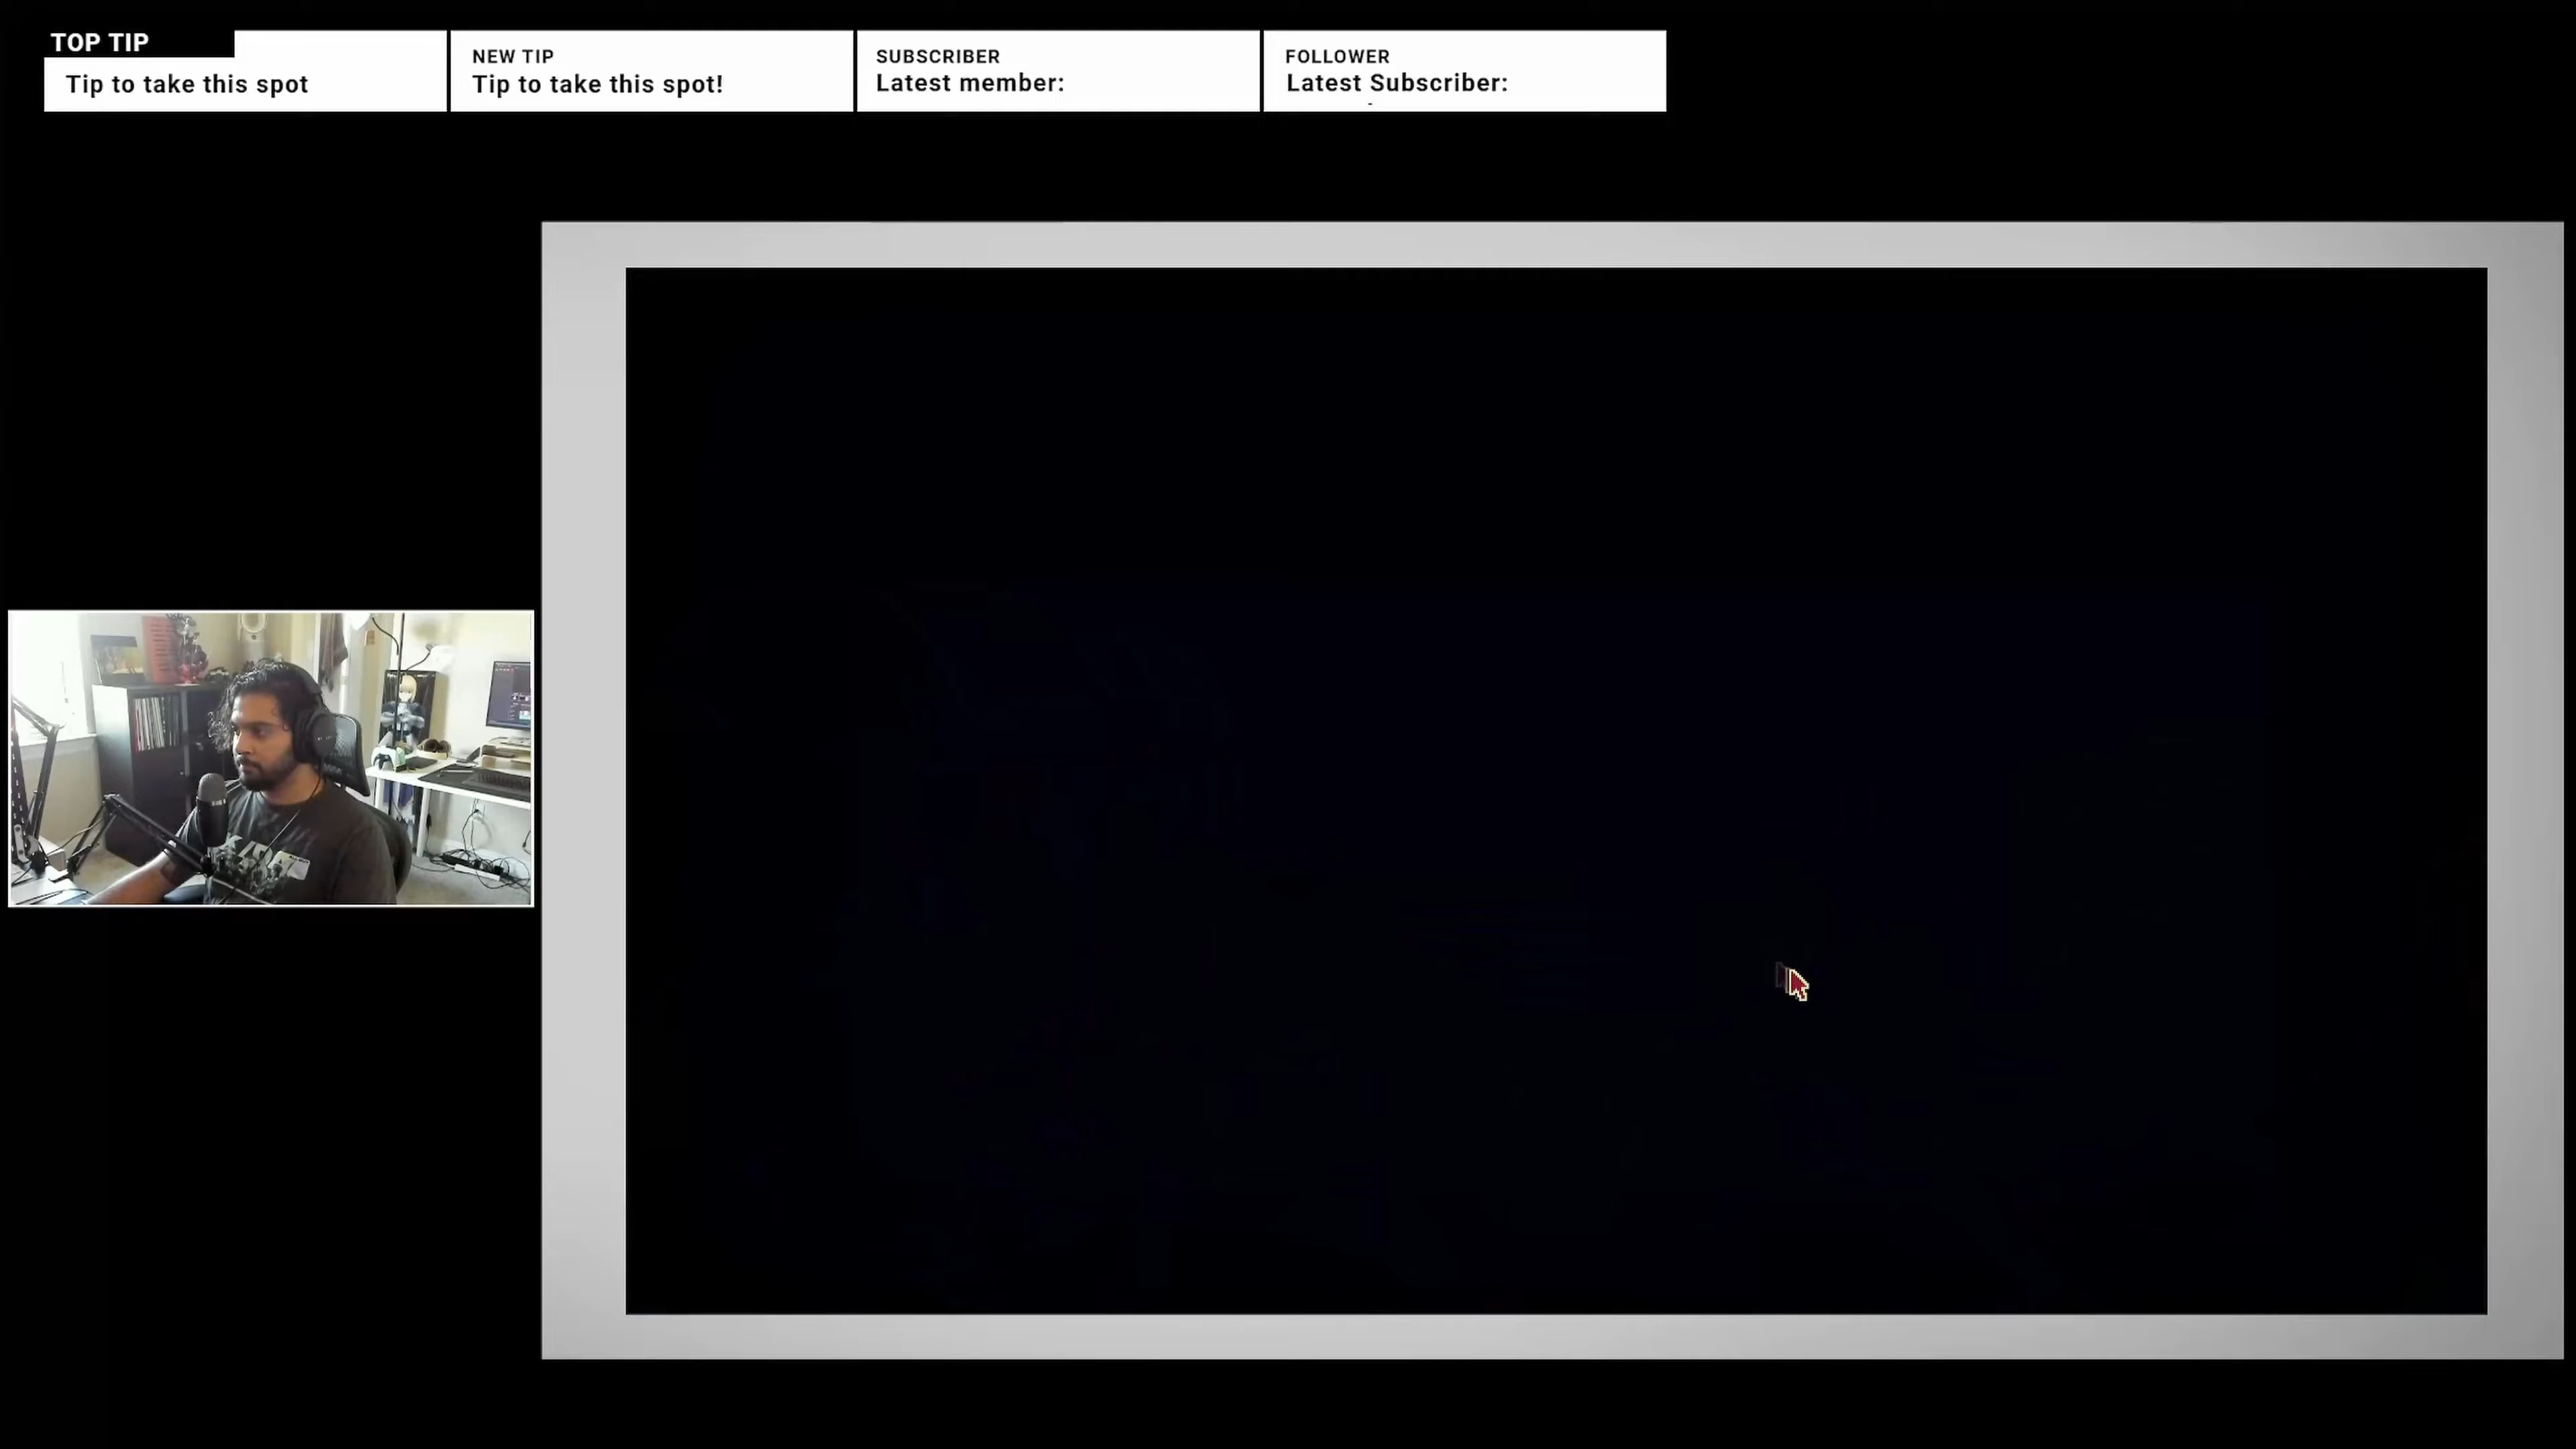 TOP TIP
Tip to take this spot
NEW TIP
Tip to take this spot!
SUBSCRIBER
Latest member:
FOLLOWER
Latest Subscriber: